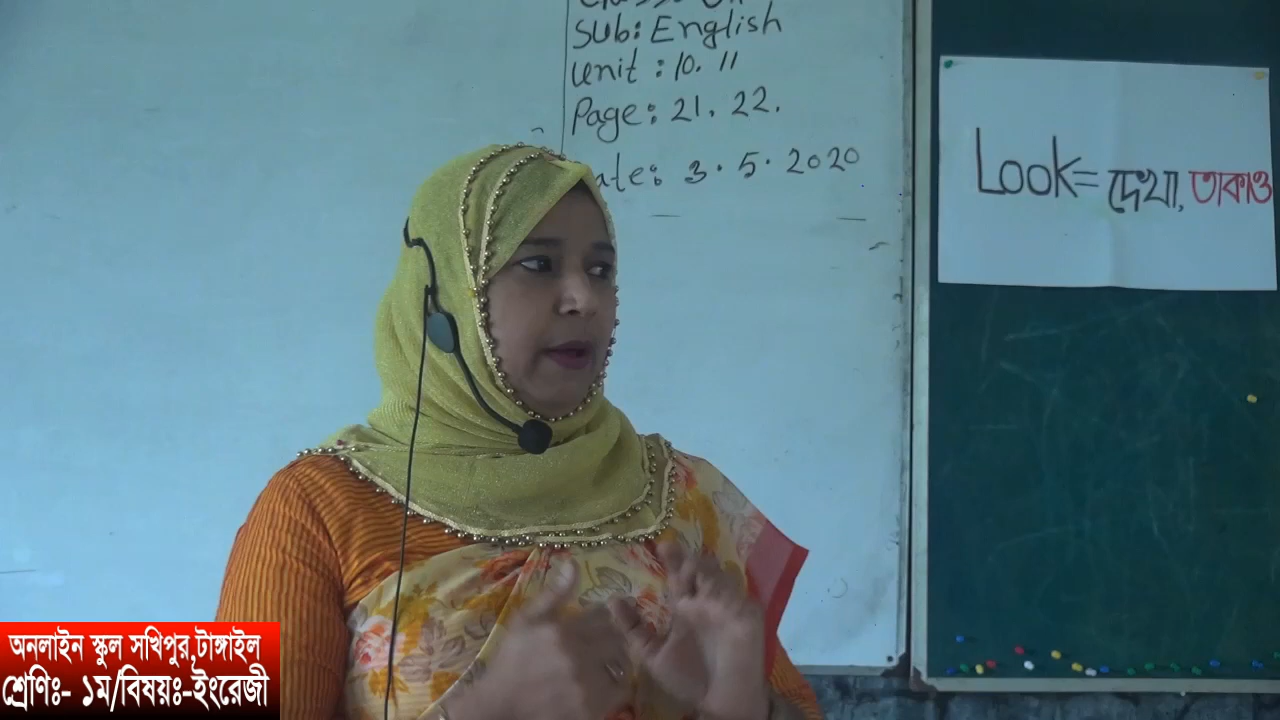 Sub: English
Unit : 10. 11
Page: 21. 22.
ate: 3. 5. 2020
Look= দেখা, তাকাও
অনলাইন স্কুল সখিপুর,টাঙ্গাইল
শ্রেণিঃ- ১ম/বিষয়ঃ-ইংরেজী